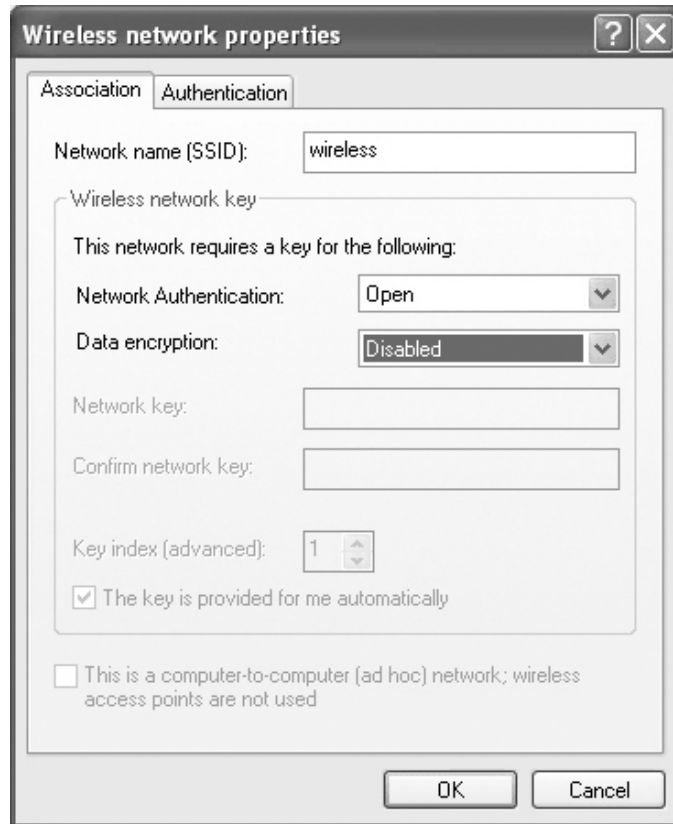 Wireless network properties
Association Authentication
Network name (SSID): wireless
Wireless network key
This network requires a key for the following:
Network Authentication: Open
Data encryption: Disabled
Network key:
Confirm network key:
Key index (advanced): 1
The key is provided for me automatically
This is a computer-to-computer (ad hoc) network; wireless
access points are not used
OK Cancel